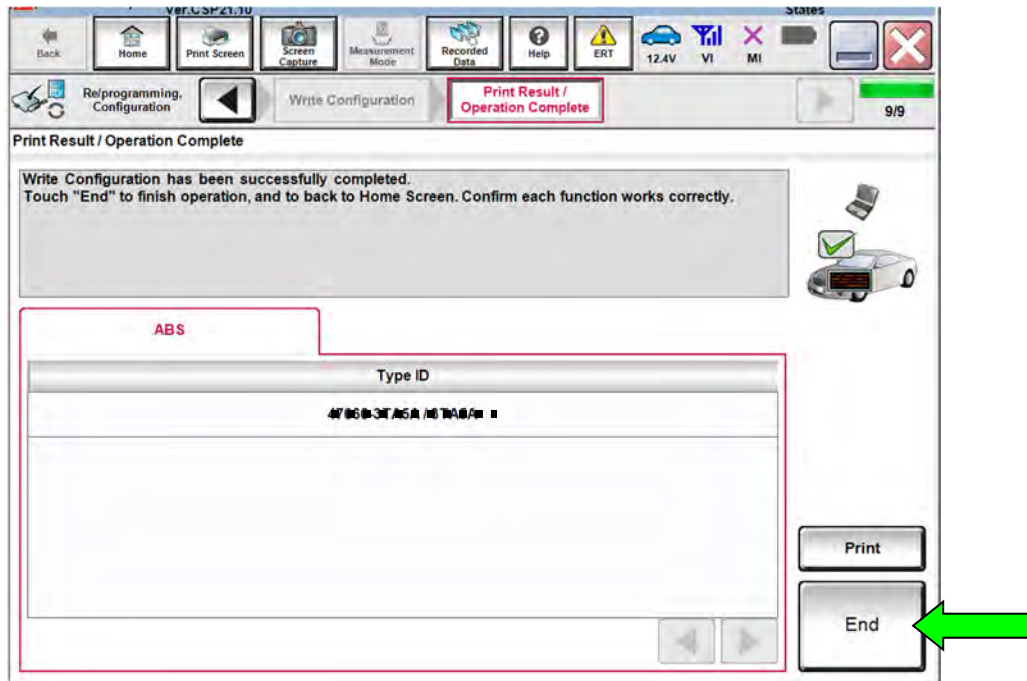 Ver.CSP21.10
States
Back
Home
Print Screen
Screen
Capture
Measurement
Mode
Recorded
Data
Help
ERT
12.4V
VI
MI
Re/programming,
Configuration
Write Configuration
Print Result /
Operation Complete
9/9
Print Result / Operation Complete
Write Configuration has been successfully completed.
Touch "End" to finish operation, and to back to Home Screen. Confirm each function works correctly.
ABS
Type ID
Print
End